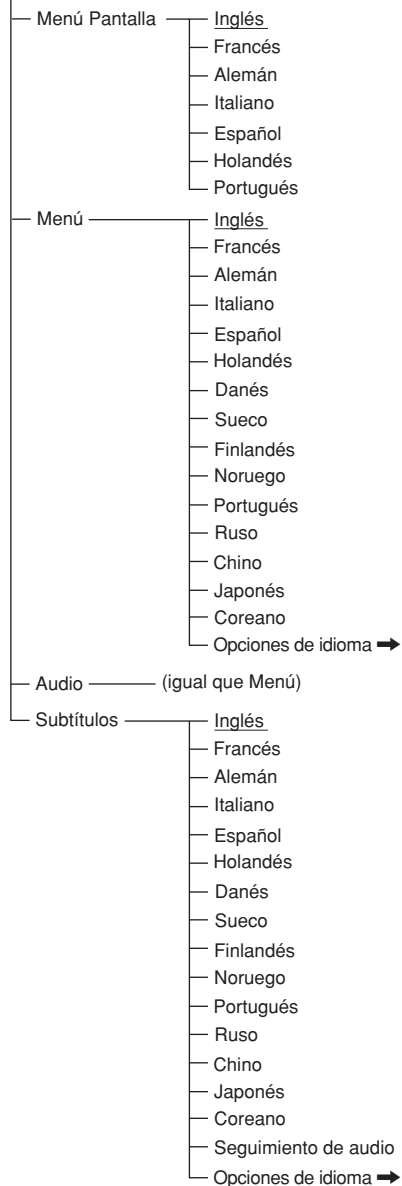 Menú Pantalla Inglés
Francés
Alemán
Italiano
Español
Holandés
Portugués
Menú Inglés
Francés
Alemán
Italiano
Español
Holandés
Danés
Sueco
Finlandés
Noruego
Portugués
Ruso
Chino
Japonés
Coreano
Opciones de idioma ➡
Audio (igual que Menú)
Subtítulos Inglés
Francés
Alemán
Italiano
Español
Holandés
Danés
Sueco
Finlandés
Noruego
Portugués
Ruso
Chino
Japonés
Coreano
Seguimiento de audio
Opciones de idioma ➡